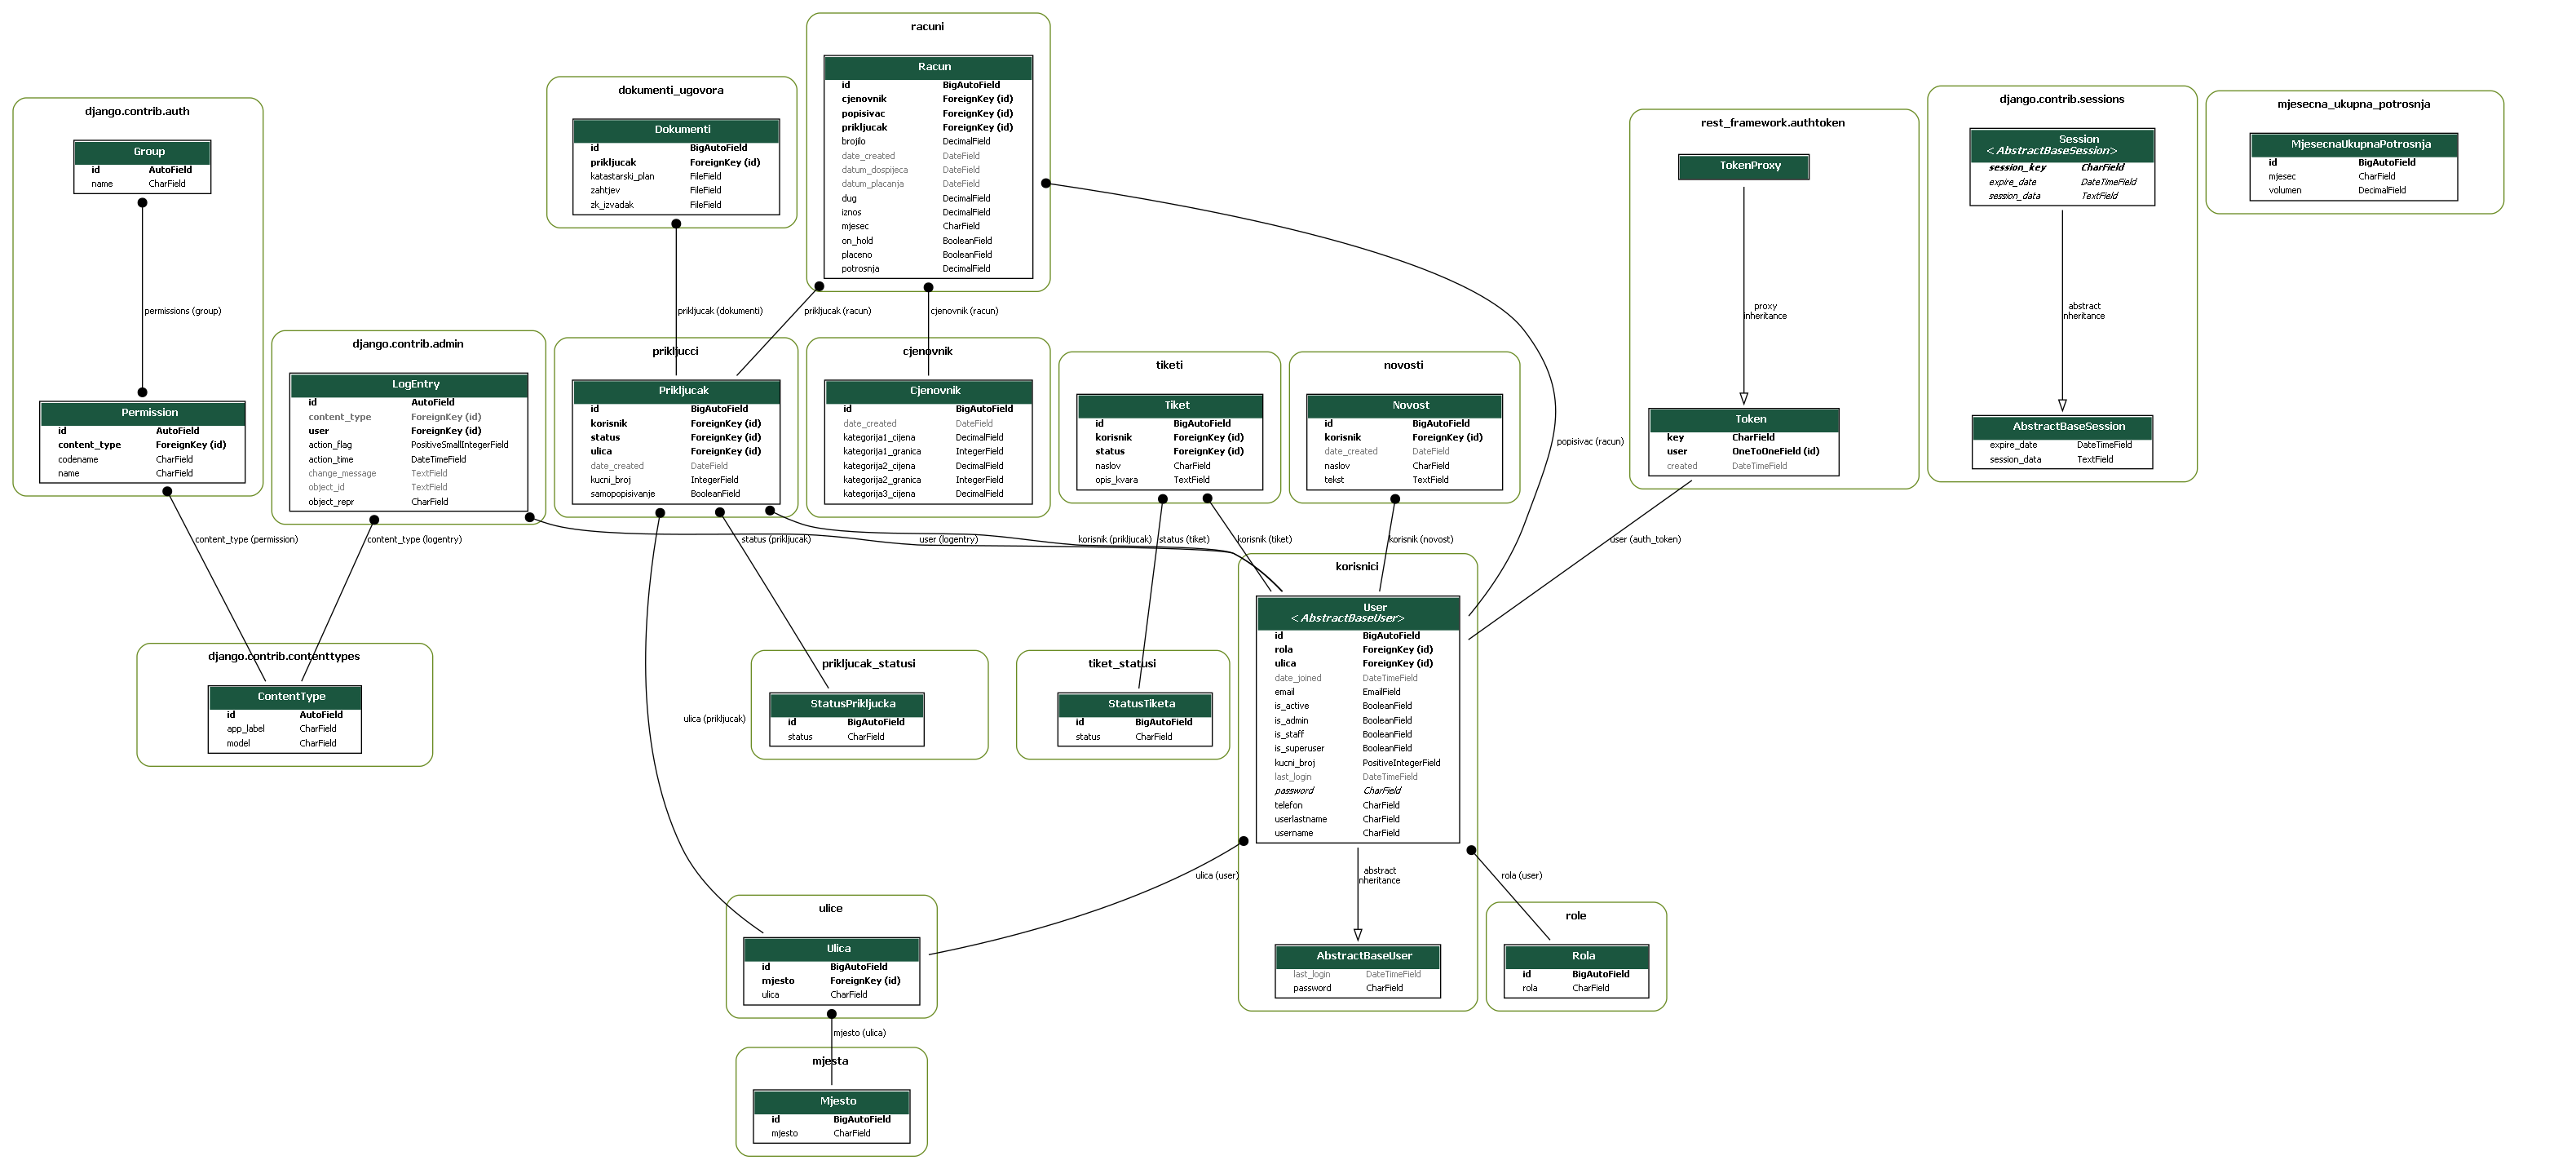 racuni
Racun
id BigAutoField
cjenovnik ForeignKey (id)
popisivac ForeignKey (id)
prikljucak ForeignKey (id)
brojilo DecimalField
date_created DateField
datum_dospijeca DateField
datum_placanja DateField
dug DecimalField
iznos DecimalField
mjesec CharField
on_hold BooleanField
placeno BooleanField
potrosnja DecimalField
dokumenti_ugovora
Dokumenti
id BigAutoField
prikljucak ForeignKey (id)
katastarski_plan FileField
zahtjev FileField
zk_izvadak FileField
django.contrib.auth
Group
id AutoField
name CharField
permissions (group)
Permission
id AutoField
content_type ForeignKey (id)
codename CharField
name CharField
rest_framework.authtoken
TokenProxy
proxy
inheritance
Token
key CharField
user OneToOneField (id)
created DateTimeField
django.contrib.sessions
Session
< AbstractBaseSession>
session_key CharField
expire_date DateTimeField
session_data TextField
abstract
inheritance
AbstractBaseSession
expire_date DateTimeField
session_data TextField
mjesecna_ukupna_potrosnja
MjesecnaUkupnaPotrosnja
id BigAutoField
mjesec CharField
volumen DecimalField
prikljucak (dokumenti)
prikljucak (racun)
cjenovnik (racun)
popisivac (racun)
django.contrib.admin
LogEntry
id AutoField
content_type ForeignKey (id)
user ForeignKey (id)
action_flag PositiveSmallIntegerField
action_time DateTimeField
change_message TextField
object_id TextField
object_repr CharField
prikljucci
Prikljucak
id BigAutoField
korisnik ForeignKey (id)
status ForeignKey (id)
ulica ForeignKey (id)
date_created DateField
kucni_broj IntegerField
samopopisivanje BooleanField
cjenovnik
Cjenovnik
id BigAutoField
date_created DateField
kategorija1_cijena DecimalField
kategorija1_granica IntegerField
kategorija2_cijena DecimalField
kategorija2_granica IntegerField
kategorija3_cijena DecimalField
tiketi
Tiket
id BigAutoField
korisnik ForeignKey (id)
status ForeignKey (id)
naslov CharField
opis_kvara TextField
novosti
Novost
id BigAutoField
korisnik ForeignKey (id)
date_created DateField
naslov CharField
tekst TextField
content_type (permission)
content_type (logentry)
status (prikljucak)
user (logentry)
korisnik (prikljucak)
status (tiket)
korisnik (tiket)
korisnik (novost)
user (auth_token)
django.contrib.contenttypes
ContentType
id AutoField
app_label CharField
model CharField
ulica (prikljucak)
prikljucak_statusi
StatusPrikljucka
id BigAutoField
status CharField
tiket_statusi
StatusTiketa
id BigAutoField
status CharField
korisnici
User
< AbstractBaseUser>
id BigAutoField
rola ForeignKey (id)
ulica ForeignKey (id)
date_joined DateTimeField
email EmailField
is_active BooleanField
is_admin BooleanField
is_staff BooleanField
is_superuser BooleanField
kucni_broj PositiveIntegerField
last_login DateTimeField
password CharField
telefon CharField
userlastname CharField
username CharField
ulica (user)
abstract
inheritance
rola (user)
AbstractBaseUser
last_login DateTimeField
password CharField
role
Rola
id BigAutoField
rola CharField
ulice
Ulica
id BigAutoField
mjesto ForeignKey (id)
ulica CharField
mjesto (ulica)
mjesta
Mjesto
id BigAutoField
mjesto CharField